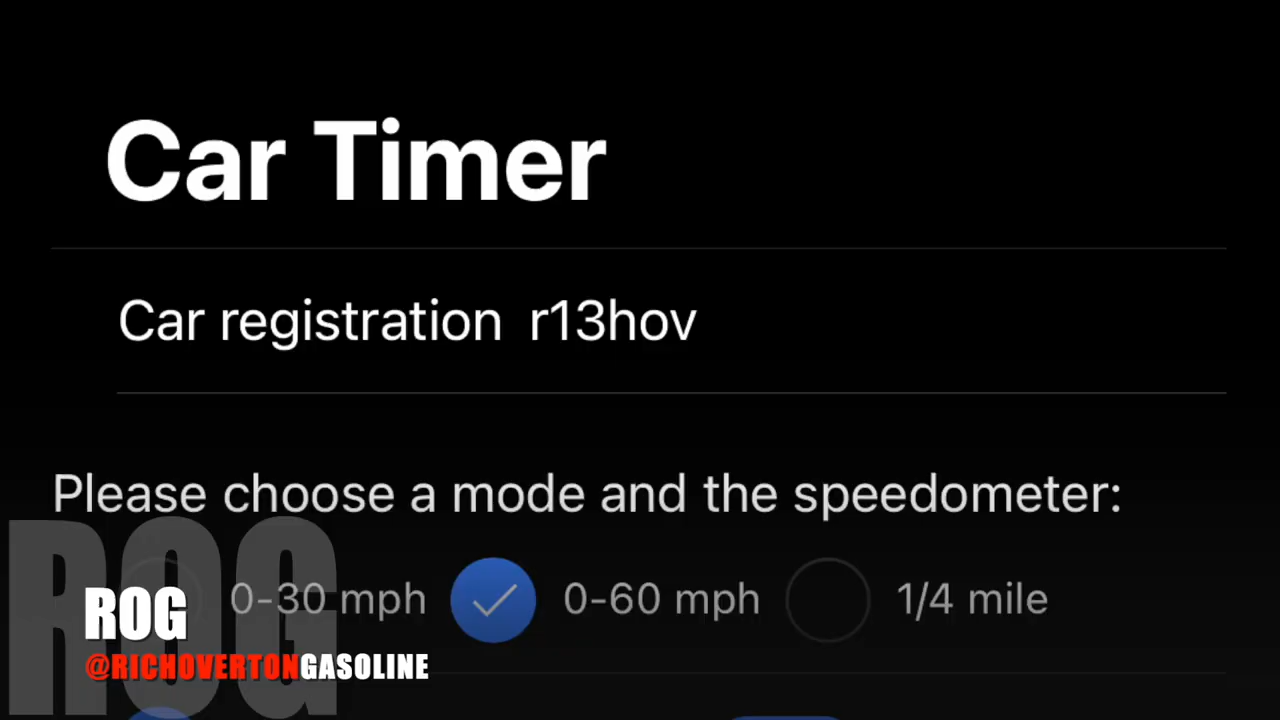 Car Timer
Car registration r13hov
Please choose a mode and the speedometer:
0-30 mph 0-60 mph 1/4 mile
ROG
ROG
@RICHOVERTONGASOLINE